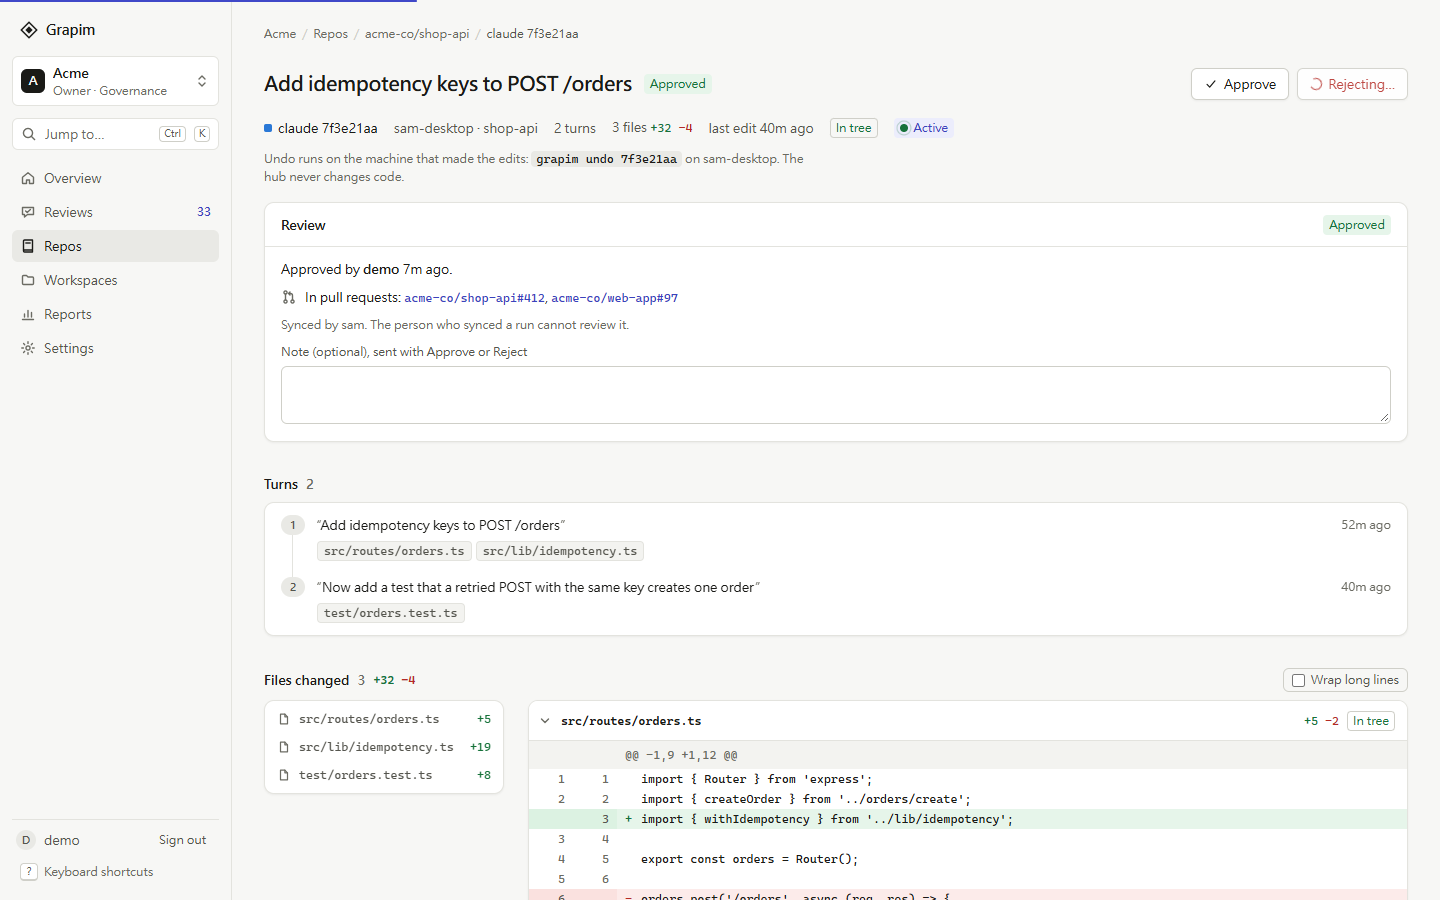 Grapim
A
Acme
Owner · Governance
Jump to...
Ctrl K
Overview
Reviews 33
Repos
Workspaces
Reports
Settings
D demo Sign out
? Keyboard shortcuts
Acme / Repos / acme-co/shop-api / claude 7f3e21aa
Add idempotency keys to POST /orders Approved
Approve
Rejecting...
claude 7f3e21aa sam-desktop · shop-api 2 turns 3 files +32 −4 last edit 40m ago In tree Active
Undo runs on the machine that made the edits: grapim undo 7f3e21aa on sam-desktop. The
hub never changes code.
Review Approved
Approved by demo 7m ago.
In pull requests: acme-co/shop-api#412, acme-co/web-app#97
Synced by sam. The person who synced a run cannot review it.
Note (optional), sent with Approve or Reject
Turns 2
1 “Add idempotency keys to POST /orders” 52m ago
src/routes/orders.ts src/lib/idempotency.ts
2 “Now add a test that a retried POST with the same key creates one order” 40m ago
test/orders.test.ts
Files changed 3 +32 −4
Wrap long lines
src/routes/orders.ts +5
src/lib/idempotency.ts +19
test/orders.test.ts +8
src/routes/orders.ts +5 −2 In tree
@@ −1,9 +1,12 @@
1 1 import { Router } from 'express';
2 2 import { createOrder } from '../orders/create';
3 + import { withIdempotency } from '../lib/idempotency';
3 4
4 5 export const orders = Router();
5 6
6 − orders.post('/orders', async (req, res) => {